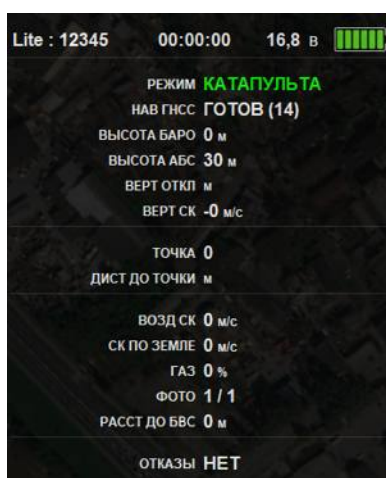 Lite : 12345 00:00:00 16,8 В
РЕЖИМ КАТАПУЛЬТА
НАВ ГНСС ГОТОВ (14)
ВЫСОТА БАРО 0 м
ВЫСОТА АБС 30 м
ВЕРТ ОТКЛ м
ВЕРТ СК -0 м/с
ТОЧКА 0
ДИСТ ДО ТОЧКИ м
ВОЗД СК 0 м/с
СК ПО ЗЕМЛЕ 0 м/с
ГАЗ 0 %
ФОТО 1 / 1
РАССТ ДО БВС 0 м
ОТКАЗЫ НЕТ